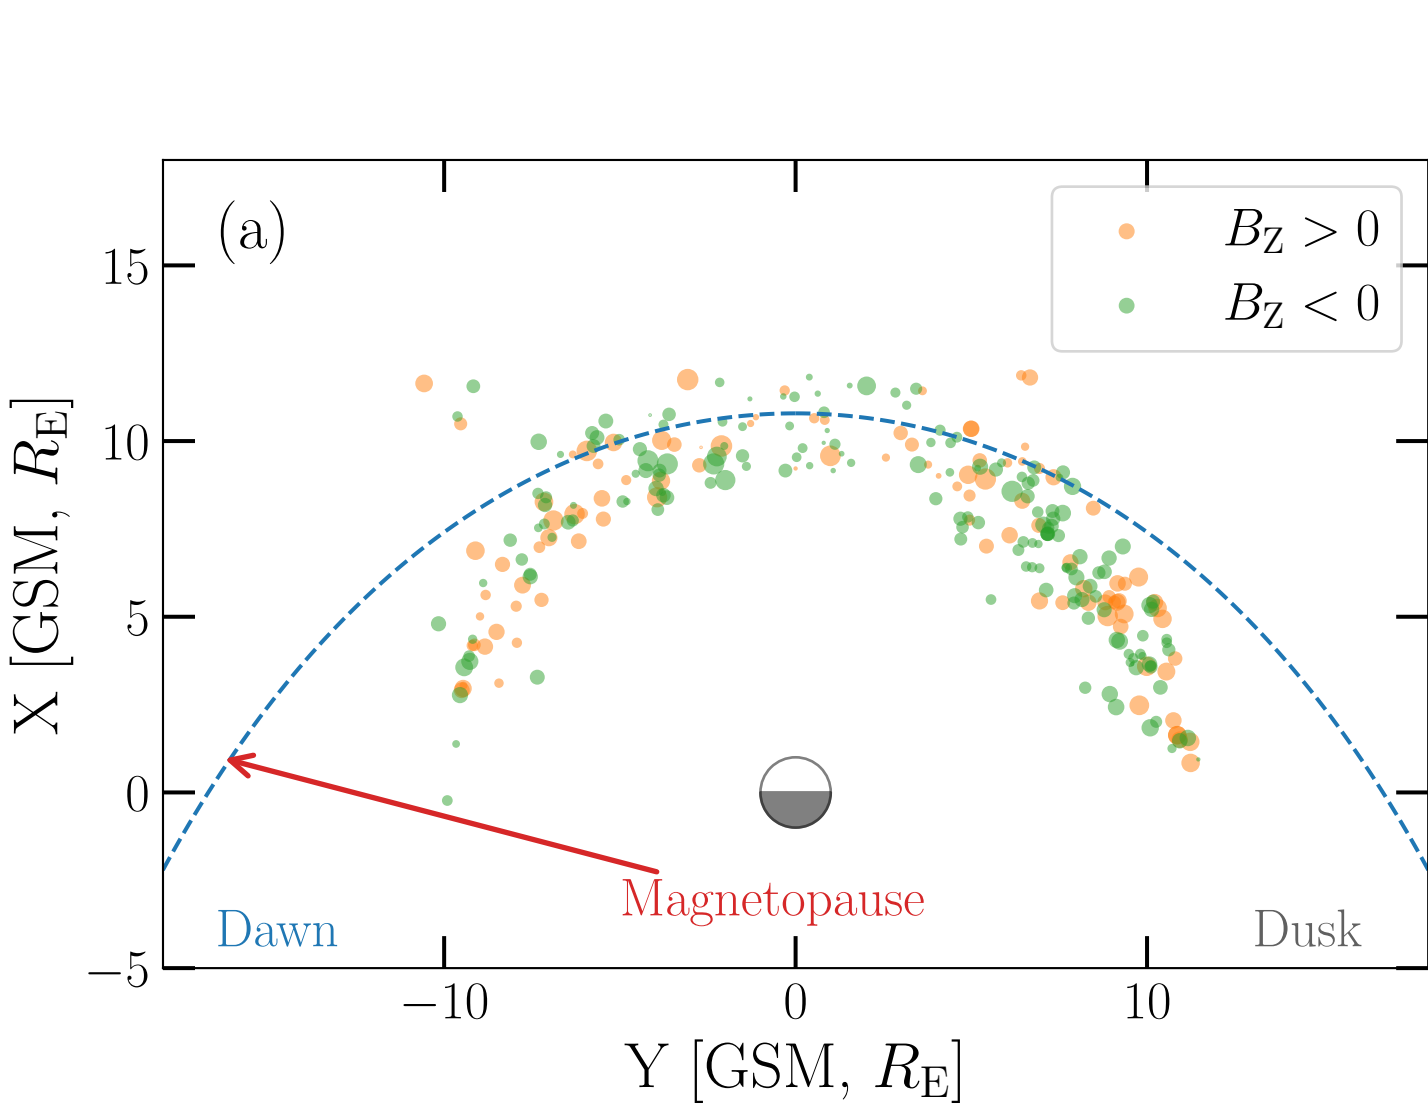 (a)
B_Z > 0
B_Z < 0
15
10
5
0
−5
X [GSM, R_E]
Magnetopause
Dawn
Dusk
−10
0
10
Y [GSM, R_E]